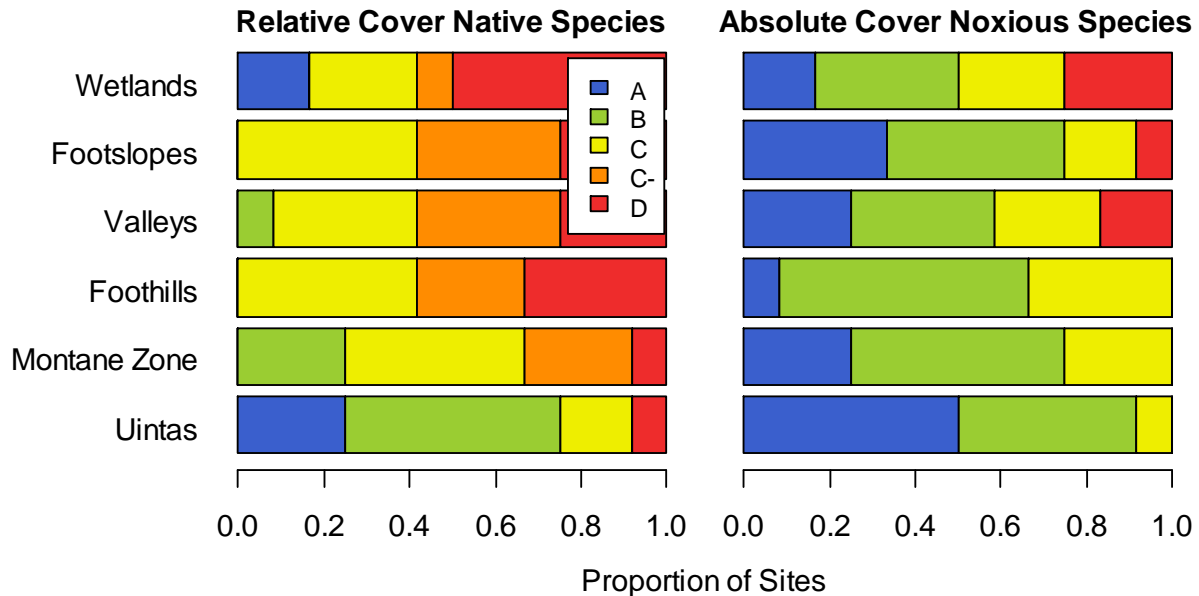 Relative Cover Native Species
Absolute Cover Noxious Species
Wetlands
Footslopes
Valleys
Foothills
Montane Zone
Uintas
A
B
C
C-
D
0.0 0.2 0.4 0.6 0.8 1.0
0.0 0.2 0.4 0.6 0.8 1.0
Proportion of Sites